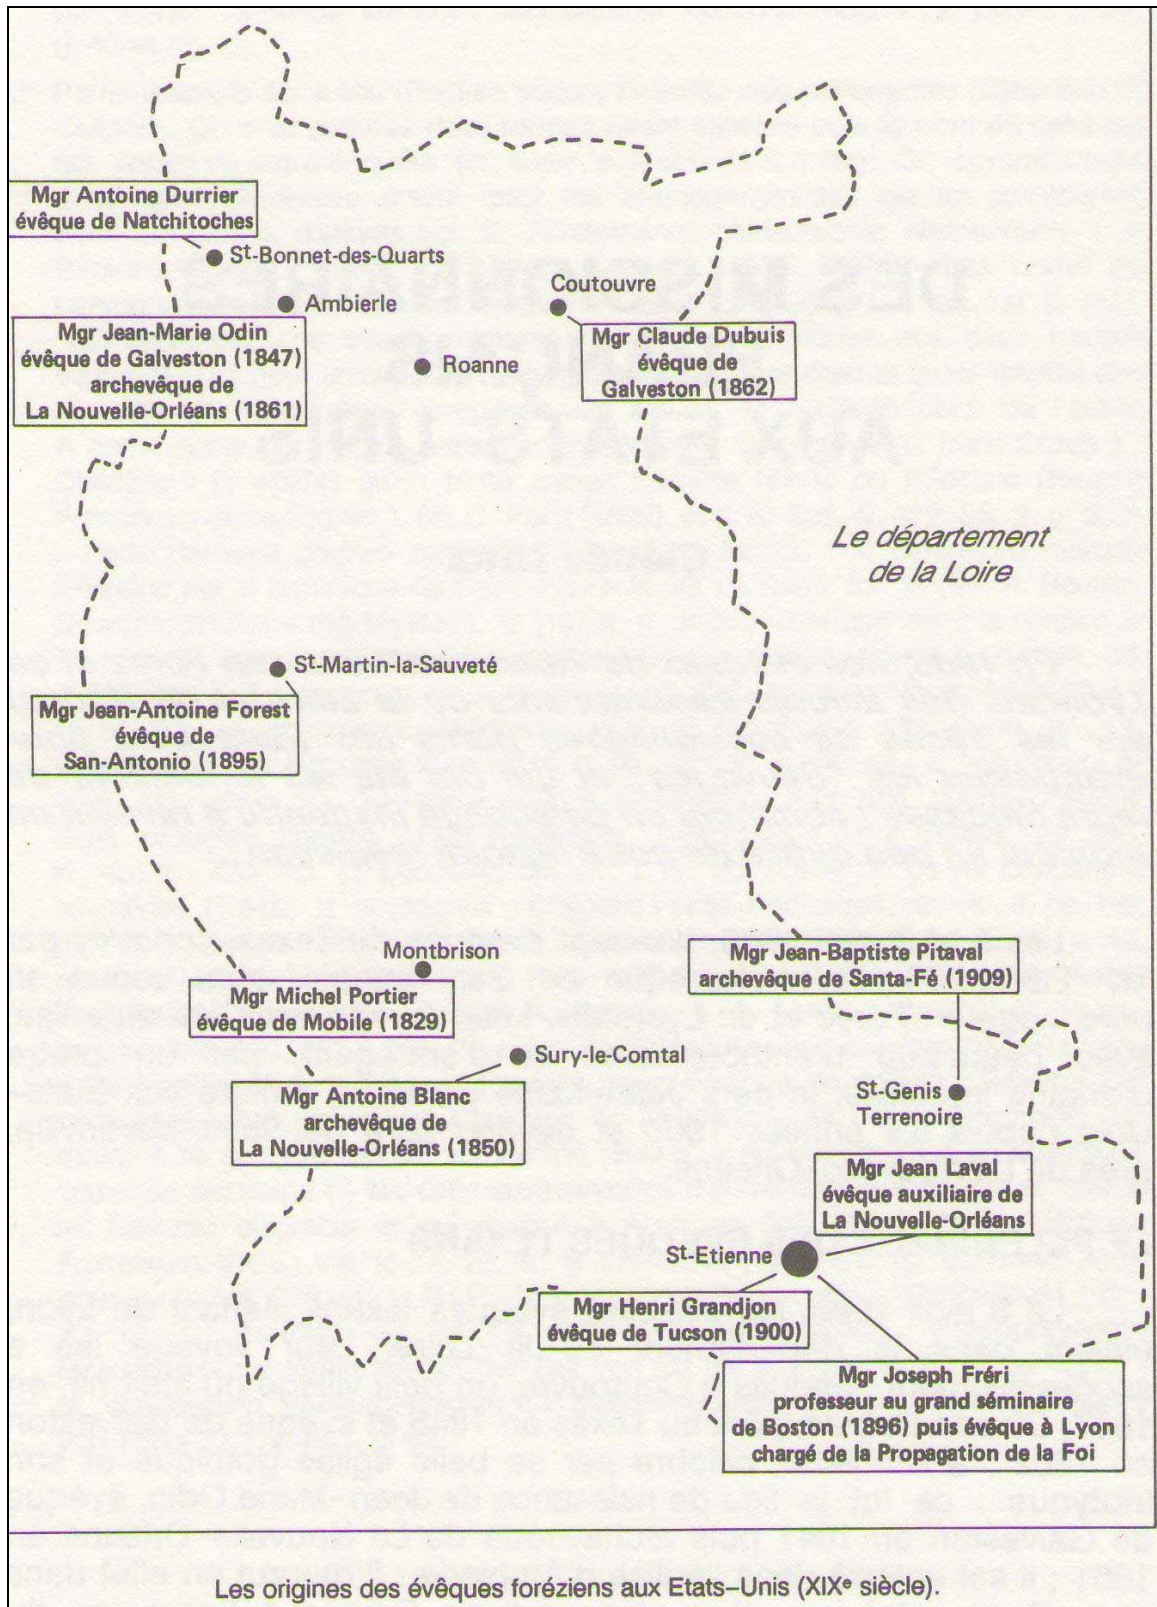 Mgr Antoine Durrier
évêque de Natchitoches
St-Bonnet-des-Quarts
Ambierle
Coutouvre
Mgr Jean-Marie Odin
évêque de Galveston (1847)
archevêque de
La Nouvelle-Orléans (1861)
Roanne
Mgr Claude Dubuis
évêque de
Galveston (1862)
Le département
de la Loire
St-Martin-la-Sauveté
Mgr Jean-Antoine Forest
évêque de
San-Antonio (1895)
Montbrison
Mgr Michel Portier
évêque de Mobile (1829)
Mgr Jean-Baptiste Pitaval
archevêque de Santa-Fé (1909)
Sury-le-Comtal
Mgr Antoine Blanc
archevêque de
La Nouvelle-Orléans (1850)
St-Genis
Terrenoire
Mgr Jean Laval
évêque auxiliaire de
La Nouvelle-Orléans
St-Etienne
Mgr Henri Grandjon
évêque de Tucson (1900)
Mgr Joseph Fréri
professeur au grand séminaire
de Boston (1896) puis évêque à Lyon
chargé de la Propagation de la Foi
Les origines des évêques foréziens aux Etats-Unis (XIXe siècle).
DES MISSIONNAIRES
AUX ETATS-UNIS